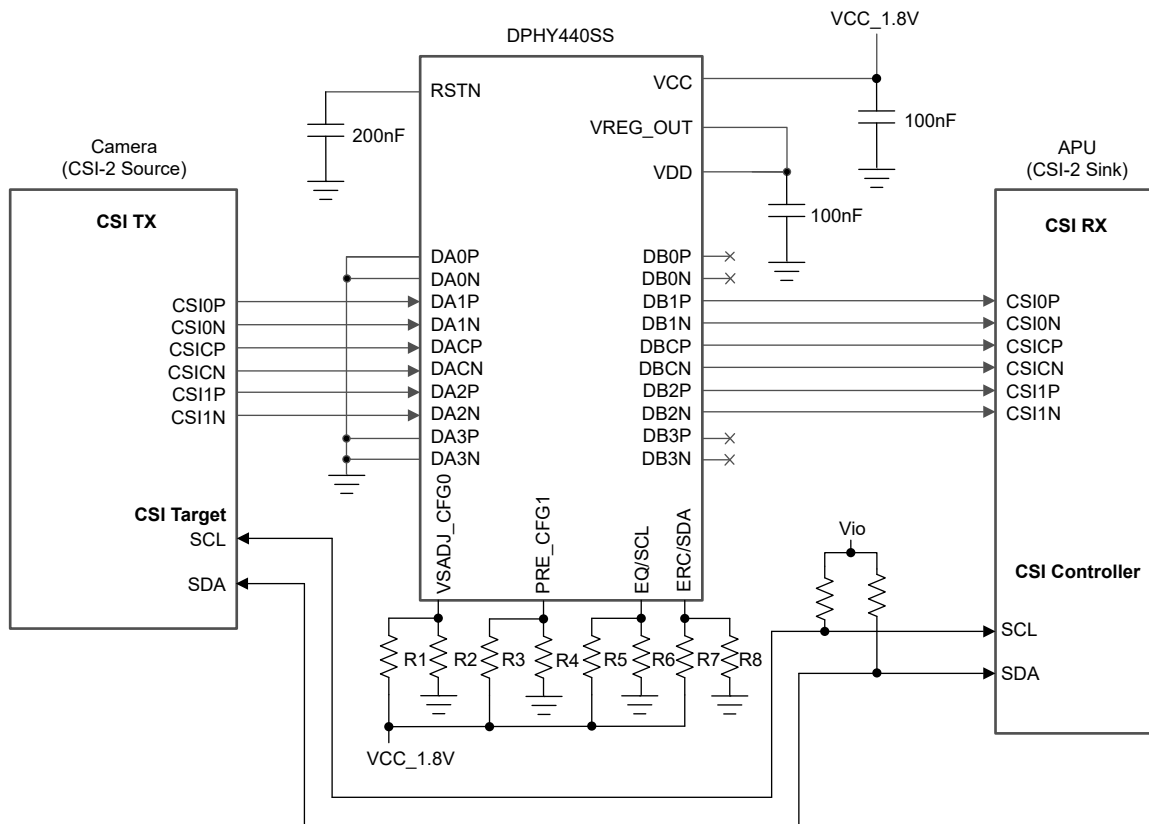 VCC_1.8V
DPHY440SS
RSTN
VCC
200nF
100nF
VREG_OUT
VDD
100nF
Camera
(CSI-2 Source)
APU
(CSI-2 Sink)
CSI TX
CSI RX
DA0P
DA0N
DA1P
DA1N
DACP
DACN
DA2P
DA2N
DA3P
DA3N
DB0P
DB0N
DB1P
DB1N
DBCP
DBCN
DB2P
DB2N
DB3P
DB3N
CSI0P
CSI0N
CSICP
CSICN
CSI1P
CSI1N
CSI0P
CSI0N
CSICP
CSICN
CSI1P
CSI1N
CSI Target
SCL
SDA
VSADJ_CFG0
PRE_CFG1
EQ/SCL
ERC/SDA
Vio
CSI Controller
SCL
SDA
R1
R2
R3
R4
R5
R6
R7
R8
VCC_1.8V